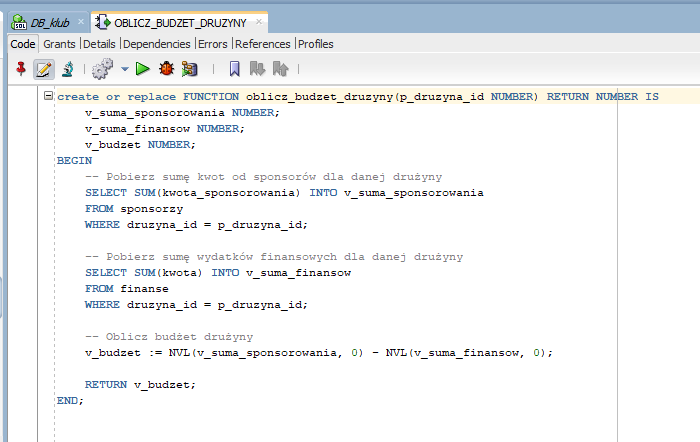 SQL DB_klub × OBLICZ_BUDZET_DRUZYNY ×
Code Grants Details Dependencies Errors References Profiles
create or replace FUNCTION oblicz_budzet_druzyny(p_druzyna_id NUMBER) RETURN NUMBER IS
    v_suma_sponsorowania NUMBER;
    v_suma_finansow NUMBER;
    v_budzet NUMBER;
BEGIN
    -- Pobierz sumę kwot od sponsorów dla danej drużyny
    SELECT SUM(kwota_sponsorowania) INTO v_suma_sponsorowania
    FROM sponsorzy
    WHERE druzyna_id = p_druzyna_id;
    -- Pobierz sumę wydatków finansowych dla danej drużyny
    SELECT SUM(kwota) INTO v_suma_finansow
    FROM finanse
    WHERE druzyna_id = p_druzyna_id;
    -- Oblicz budżet drużyny
    v_budzet := NVL(v_suma_sponsorowania, 0) - NVL(v_suma_finansow, 0);
    RETURN v_budzet;
END;